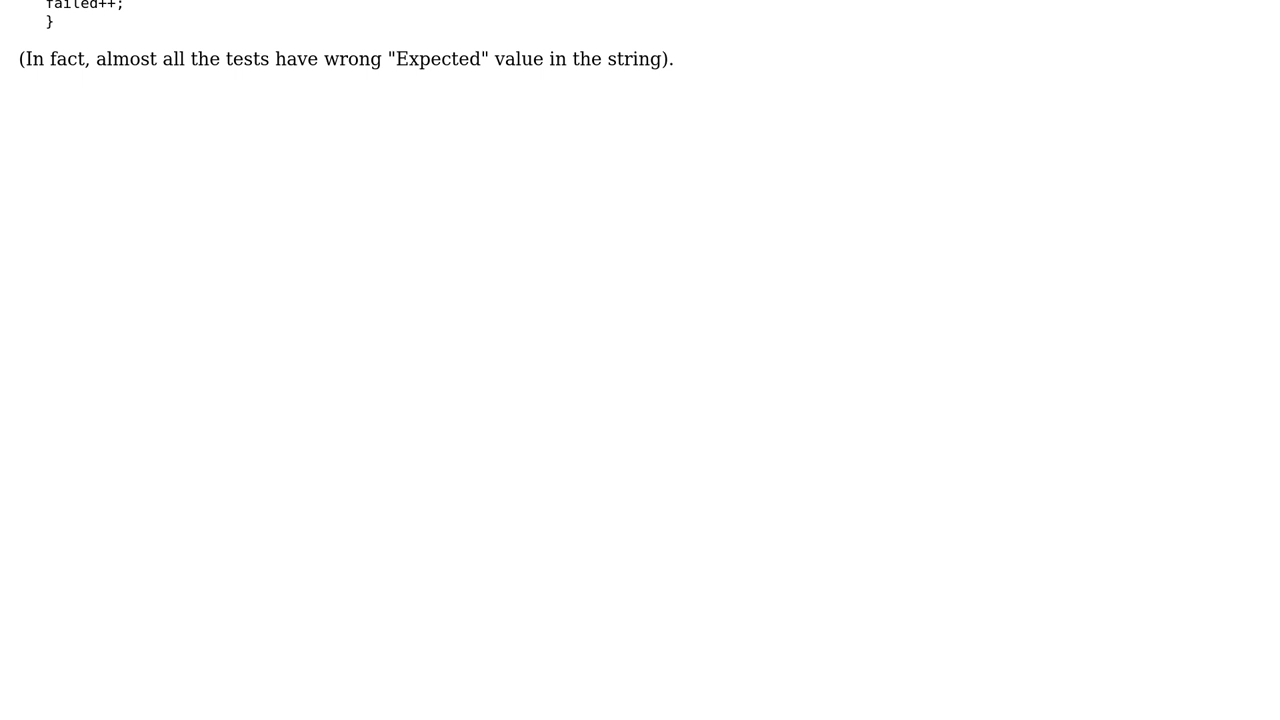 failed++;
}
(In fact, almost all the tests have wrong "Expected" value in the string).